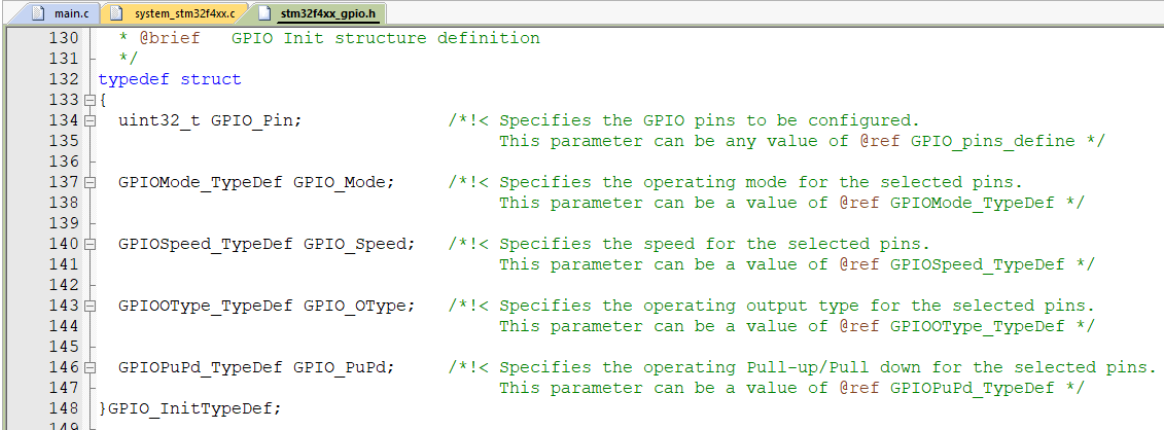 main.c system_stm32f4xx.c stm32f4xx_gpio.h
130 * @brief GPIO Init structure definition
131 */
132 typedef struct
133 {
134 uint32_t GPIO_Pin; /*!< Specifies the GPIO pins to be configured.
135 This parameter can be any value of @ref GPIO_pins_define */
136
137 GPIOMode_TypeDef GPIO_Mode; /*!< Specifies the operating mode for the selected pins.
138 This parameter can be a value of @ref GPIOMode_TypeDef */
139
140 GPIOSpeed_TypeDef GPIO_Speed; /*!< Specifies the speed for the selected pins.
141 This parameter can be a value of @ref GPIOSpeed_TypeDef */
142
143 GPIOOType_TypeDef GPIO_OType; /*!< Specifies the operating output type for the selected pins.
144 This parameter can be a value of @ref GPIOOType_TypeDef */
145
146 GPIOPuPd_TypeDef GPIO_PuPd; /*!< Specifies the operating Pull-up/Pull down for the selected pins.
147 This parameter can be a value of @ref GPIOPuPd_TypeDef */
148 }GPIO_InitTypeDef;
149